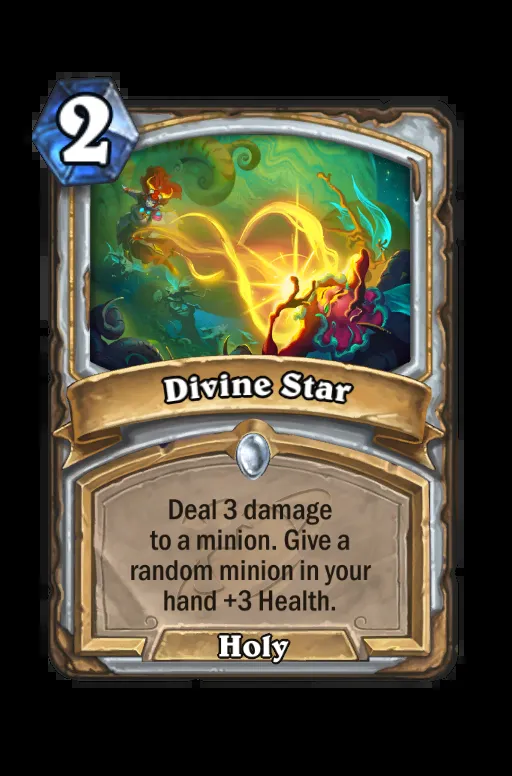 2
Divine Star
Deal 3 damage
to a minion. Give a
random minion in your
hand +3 Health.
Holy